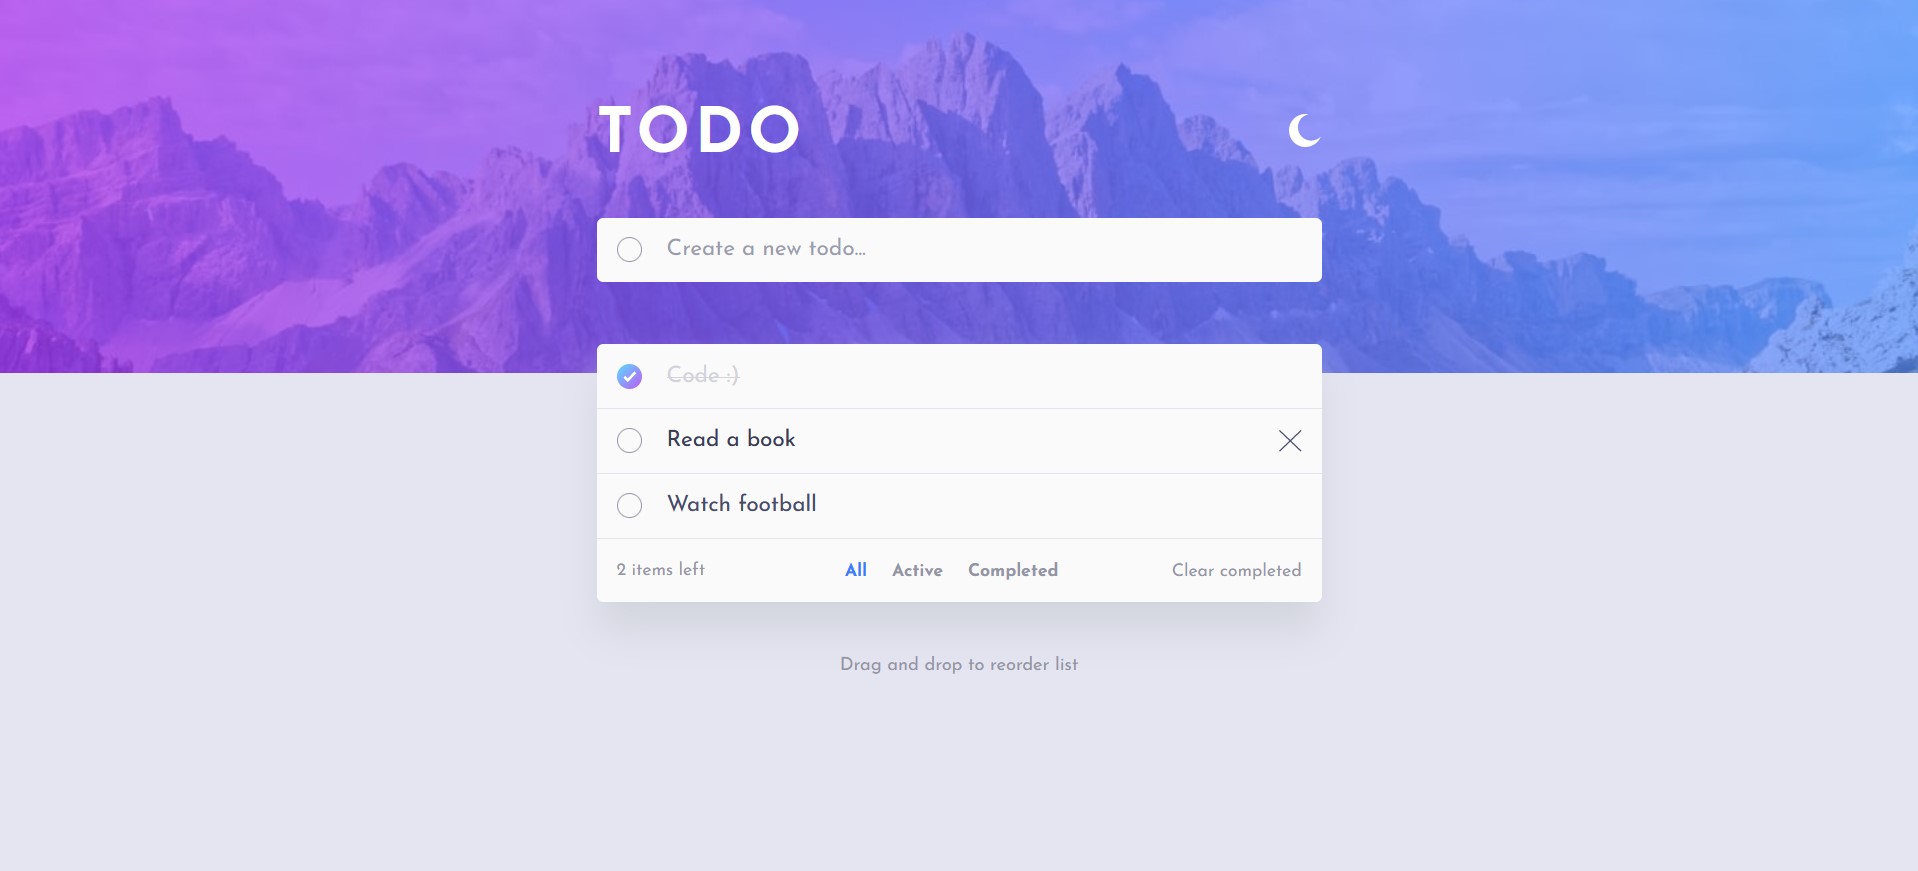 TODO
Create a new todo...
Code :)
Read a book
Watch football
2 items left All Active Completed Clear completed
Drag and drop to reorder list